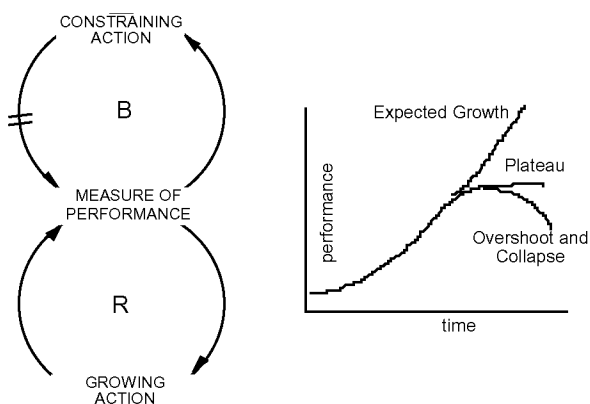 CONSTRAINING
ACTION
B
MEASURE OF
PERFORMANCE
R
GROWING
ACTION
Expected Growth
Plateau
Overshoot and
Collapse
performance
time